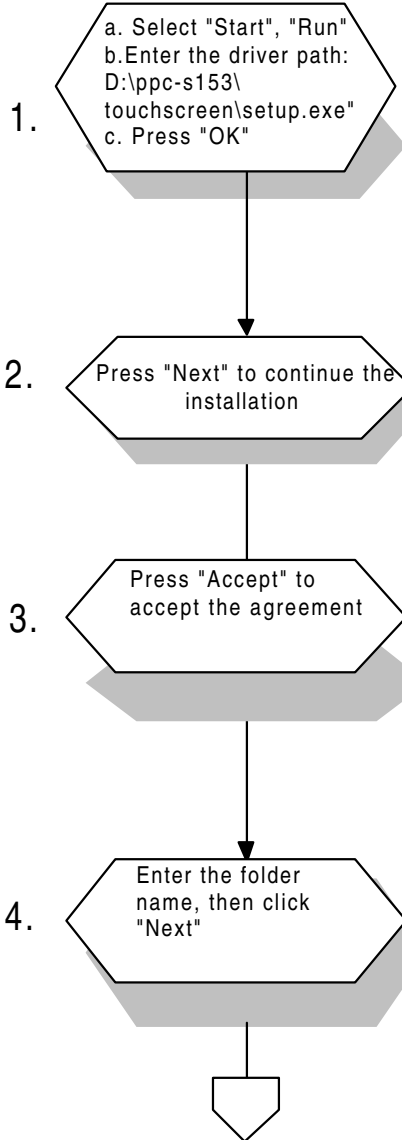 1.
a. Select "Start", "Run"
b.Enter the driver path:
D:\ppc-s153\
touchscreen\setup.exe"
c. Press "OK"
2.
Press "Next" to continue the
installation
3.
Press "Accept" to
accept the agreement
4.
Enter the folder
name, then click
"Next"